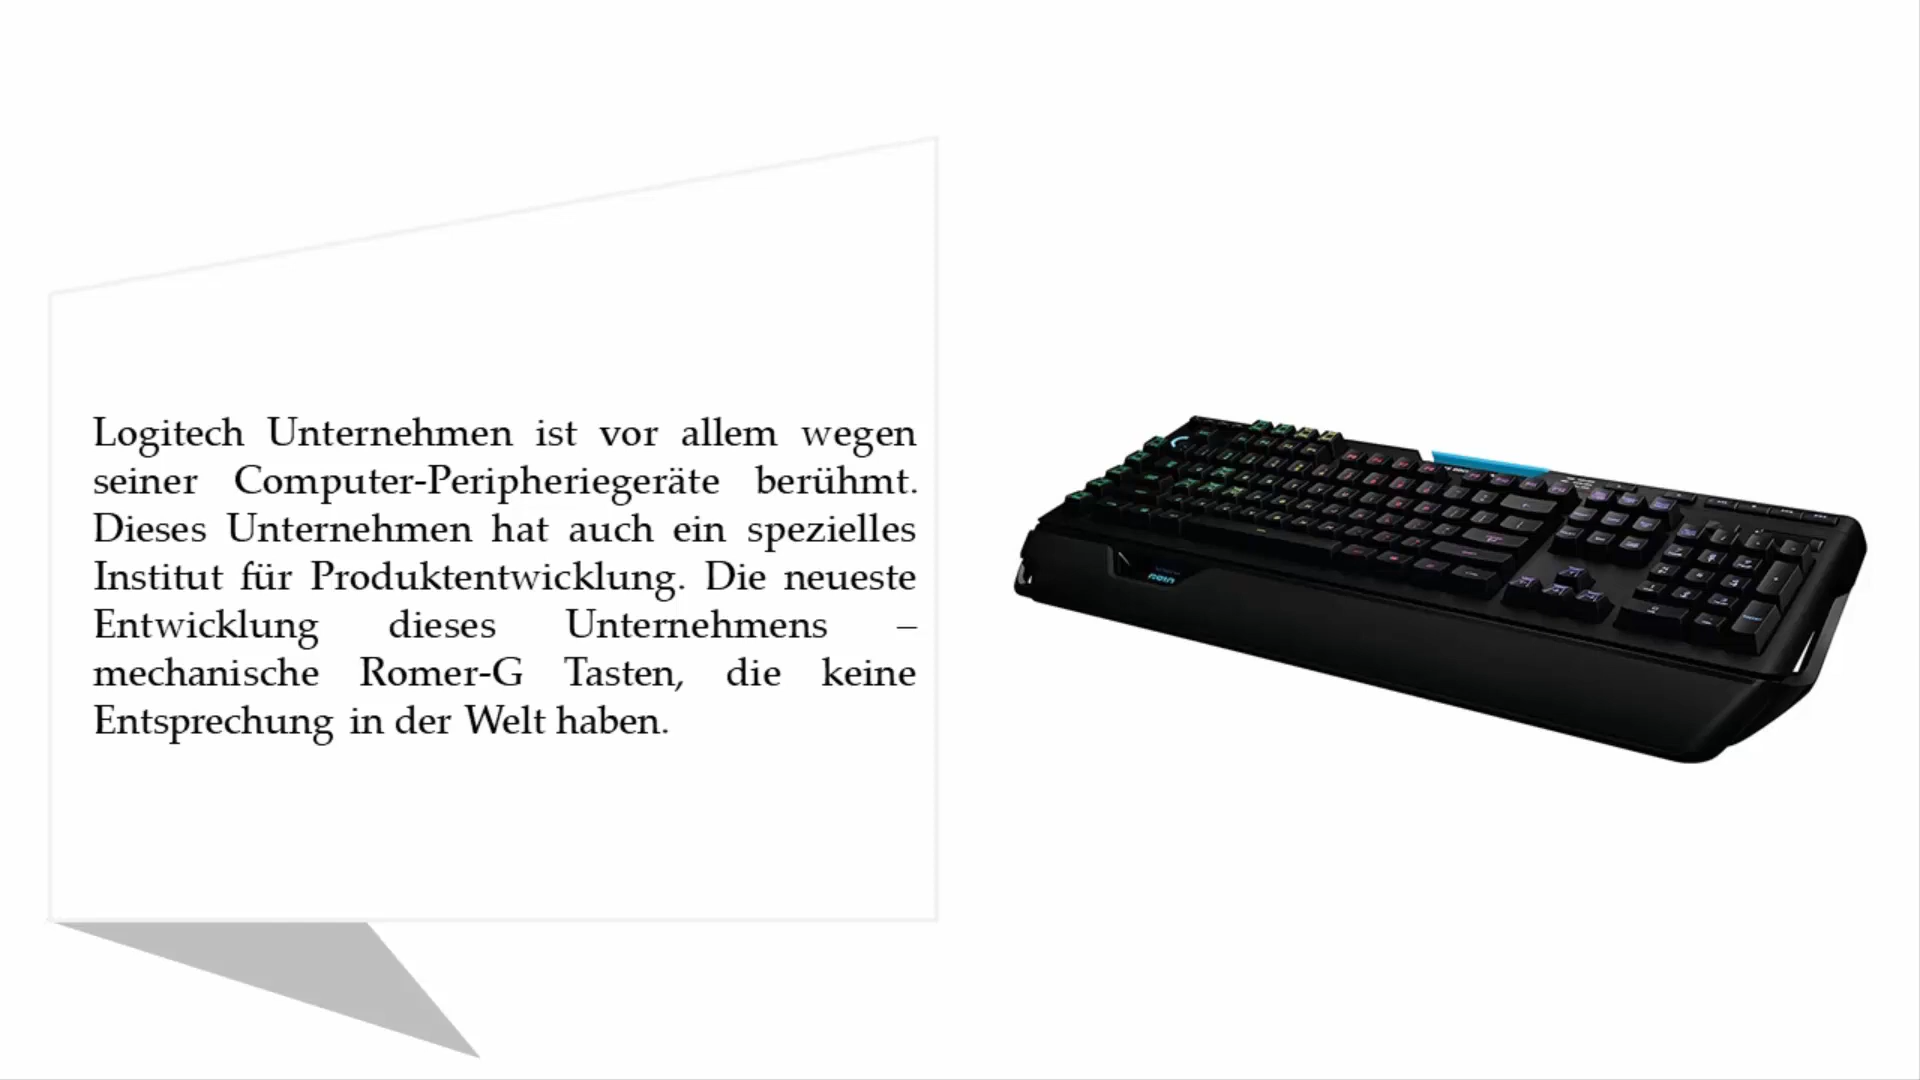 Logitech Unternehmen ist vor allem wegen
seiner Computer-Peripheriegeräte berühmt.
Dieses Unternehmen hat auch ein spezielles
Institut für Produktentwicklung. Die neueste
Entwicklung dieses Unternehmens –
mechanische Romer-G Tasten, die keine
Entsprechung in der Welt haben.